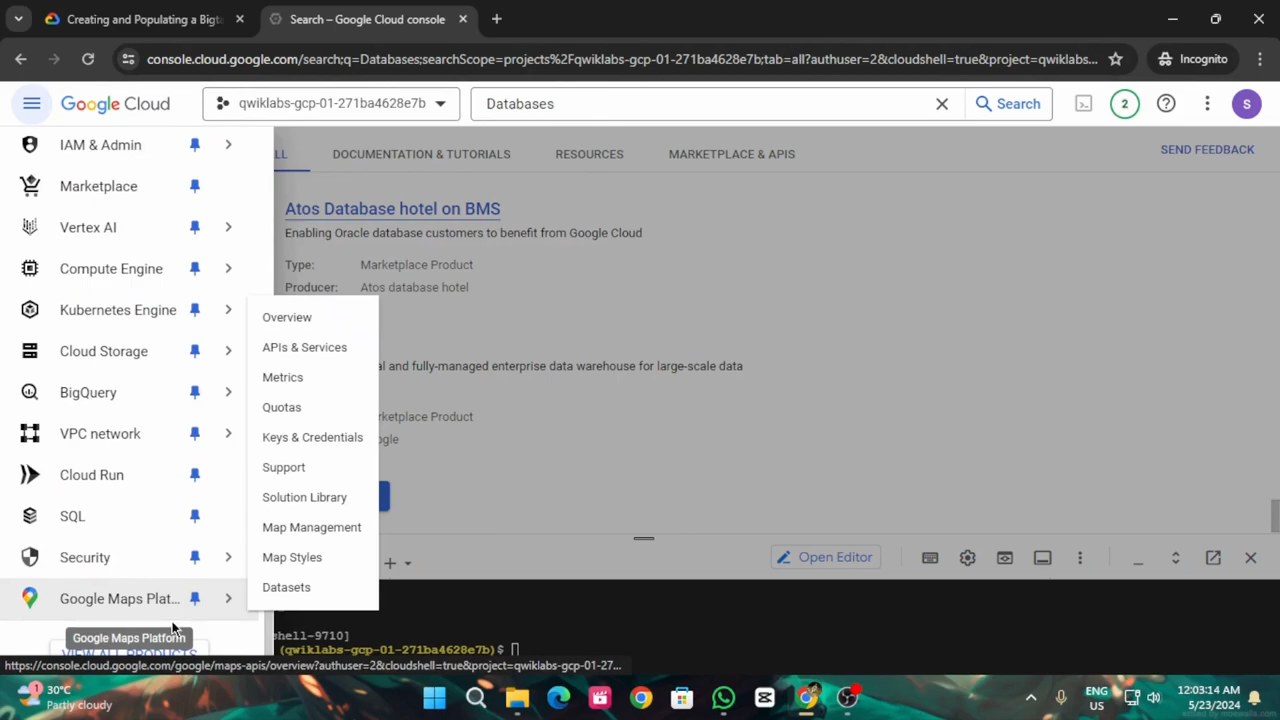 Creating and Populating a Bigta
Search – Google Cloud console
console.cloud.google.com/search;q=Databases;searchScope=projects%2Fqwiklabs-gcp-01-271ba4628e7b;tab=all?authuser=2&cloudshell=true&project=qwiklabs...
Incognito
Google Cloud
qwiklabs-gcp-01-271ba4628e7b
Databases
Search
2
S
LL
DOCUMENTATION & TUTORIALS
RESOURCES
MARKETPLACE & APIS
SEND FEEDBACK
IAM & Admin
Marketplace
Vertex AI
Compute Engine
Kubernetes Engine
Cloud Storage
BigQuery
VPC network
Cloud Run
SQL
Security
Google Maps Plat...
Google Maps Platform
VIEW ALL PRODUCTS
Overview
APIs & Services
Metrics
Quotas
Keys & Credentials
Support
Solution Library
Map Management
Map Styles
Datasets
Atos Database hotel on BMS
Enabling Oracle database customers to benefit from Google Cloud
Type: Marketplace Product
Producer: Atos database hotel
al and fully-managed enterprise data warehouse for large-scale data
rketplace Product
ogle
Open Editor
hell-9710]
(qwiklabs-gcp-01-271ba4628e7b)$
https://console.cloud.google.com/google/maps-apis/overview?authuser=2&cloudshell=true&project=qwiklabs-gcp-01-27...
1
30°C
Partly cloudy
ENG
US
12:03:14 AM
5/23/2024